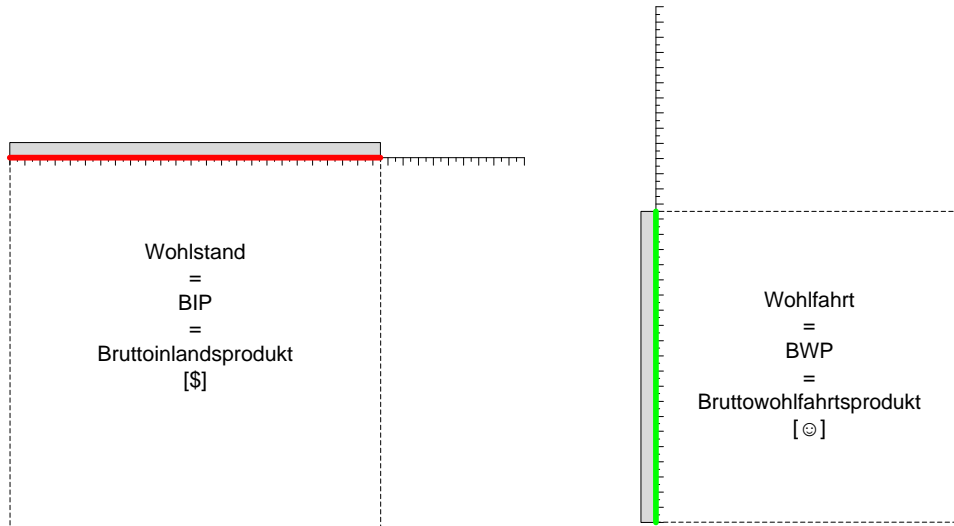 Wohlstand
=
BIP
=
Bruttoinlandsprodukt
[$]
Wohlfahrt
=
BWP
=
Bruttowohlfahrtsprodukt
[☺]